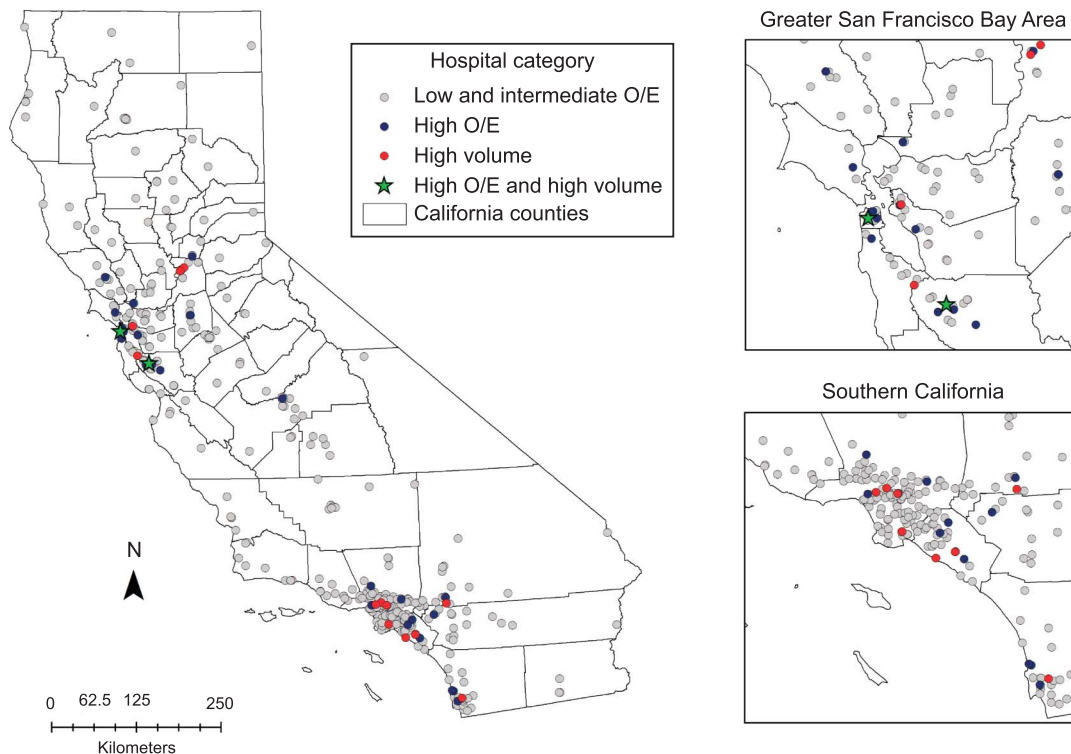 Greater San Francisco Bay Area
Hospital category
Low and intermediate O/E
High O/E
High volume
High O/E and high volume
California counties
Southern California
N
0 62.5 125 250
Kilometers